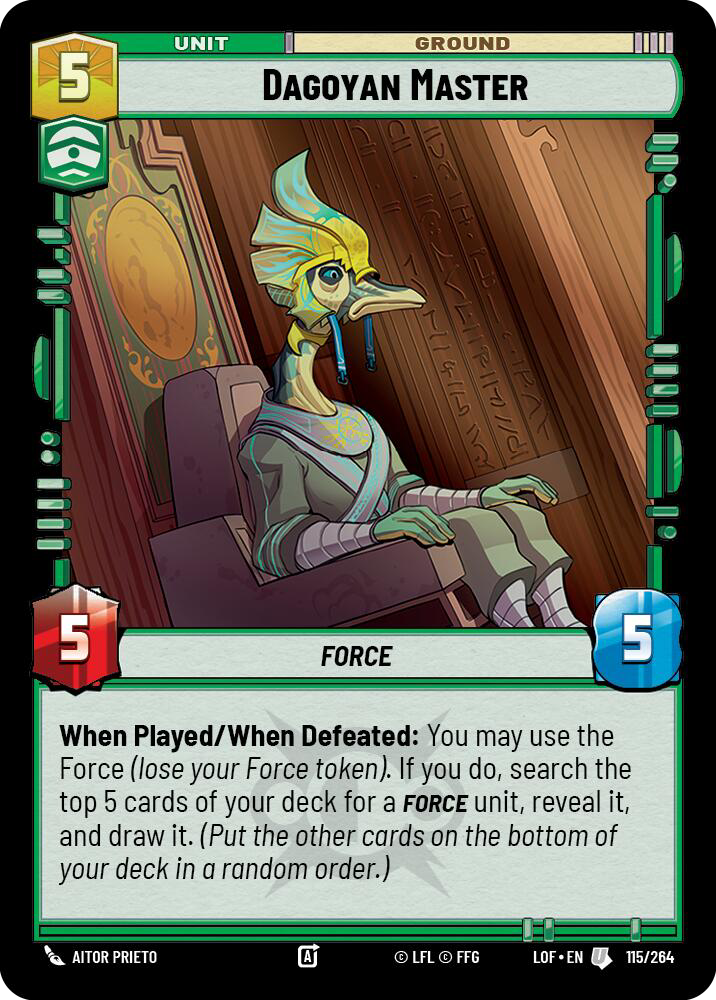 UNIT GROUND
5 DAGOYAN MASTER
5 FORCE 5
When Played/When Defeated: You may use the
Force (lose your Force token). If you do, search the
top 5 cards of your deck for a FORCE unit, reveal it,
and draw it. (Put the other cards on the bottom of
your deck in a random order.)
AITOR PRIETO A © LFL © FFG LOF • EN U 115/264